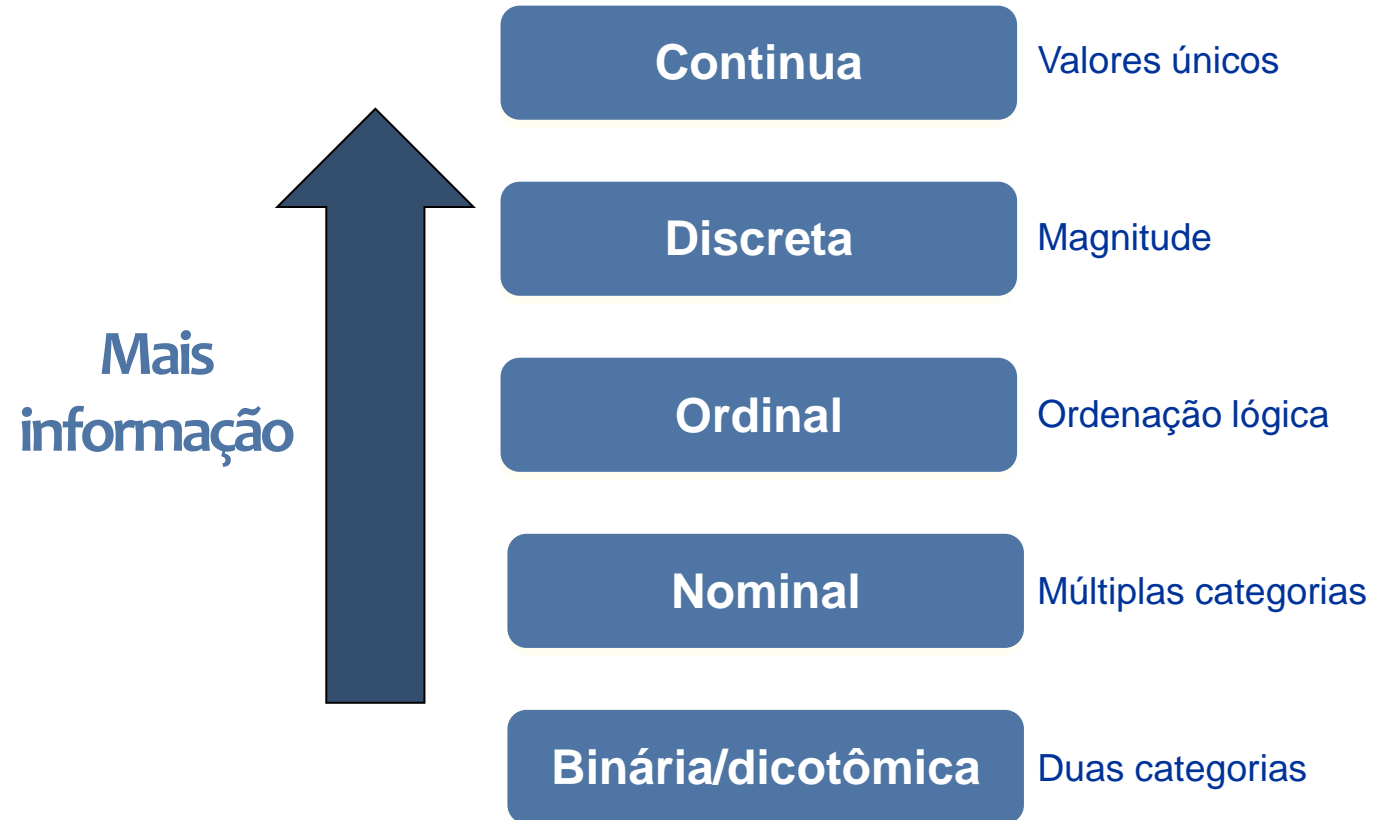 Continua
Valores únicos
Discreta
Magnitude
Mais
informação
Ordinal
Ordenação lógica
Nominal
Múltiplas categorias
Binária/dicotômica
Duas categorias